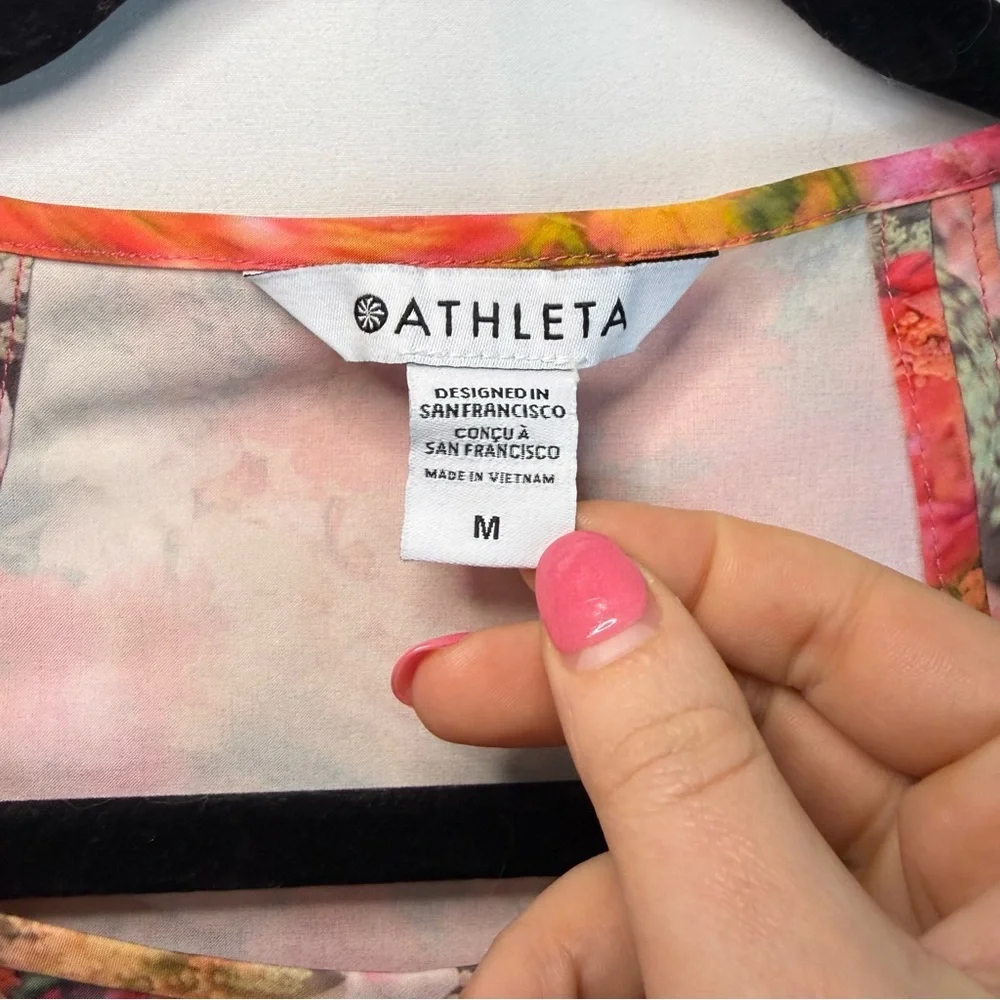 ATHLETA
DESIGNED IN
SAN FRANCISCO
CONÇU À
SAN FRANCISCO
MADE IN VIETNAM
M